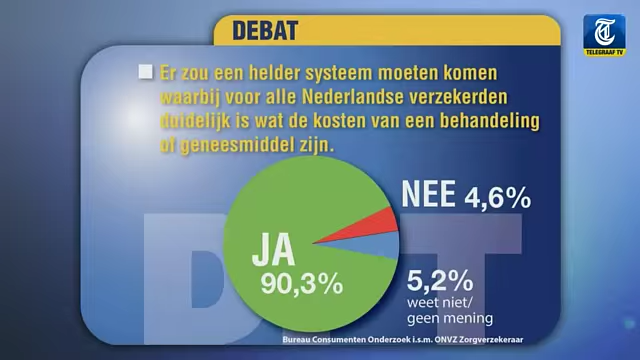 DEBAT
T
TELEGRAAF TV
Er zou een helder systeem moeten komen
waarbij voor alle Nederlandse verzekerden
duidelijk is wat de kosten van een behandeling
of geneesmiddel zijn.
NEE 4,6%
JA
90,3%
5,2%
weet niet/
geen mening
Bureau Consumenten Onderzoek i.s.m. ONVZ Zorgverzekeraar